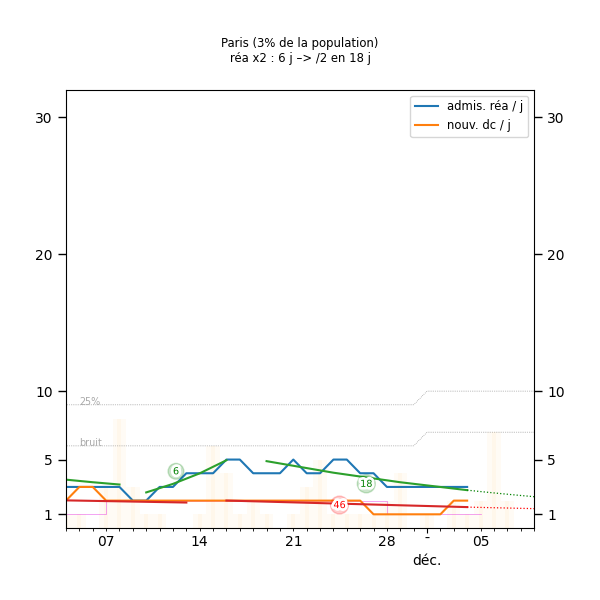 Paris (3% de la population)
réa x2 : 6 j –> /2 en 18 j
admis. réa / j
nouv. dc / j
30 30
20 20
10 10
25%
bruit
5 5
6
18
46
1 1
07 14 21 28 - 05
déc.